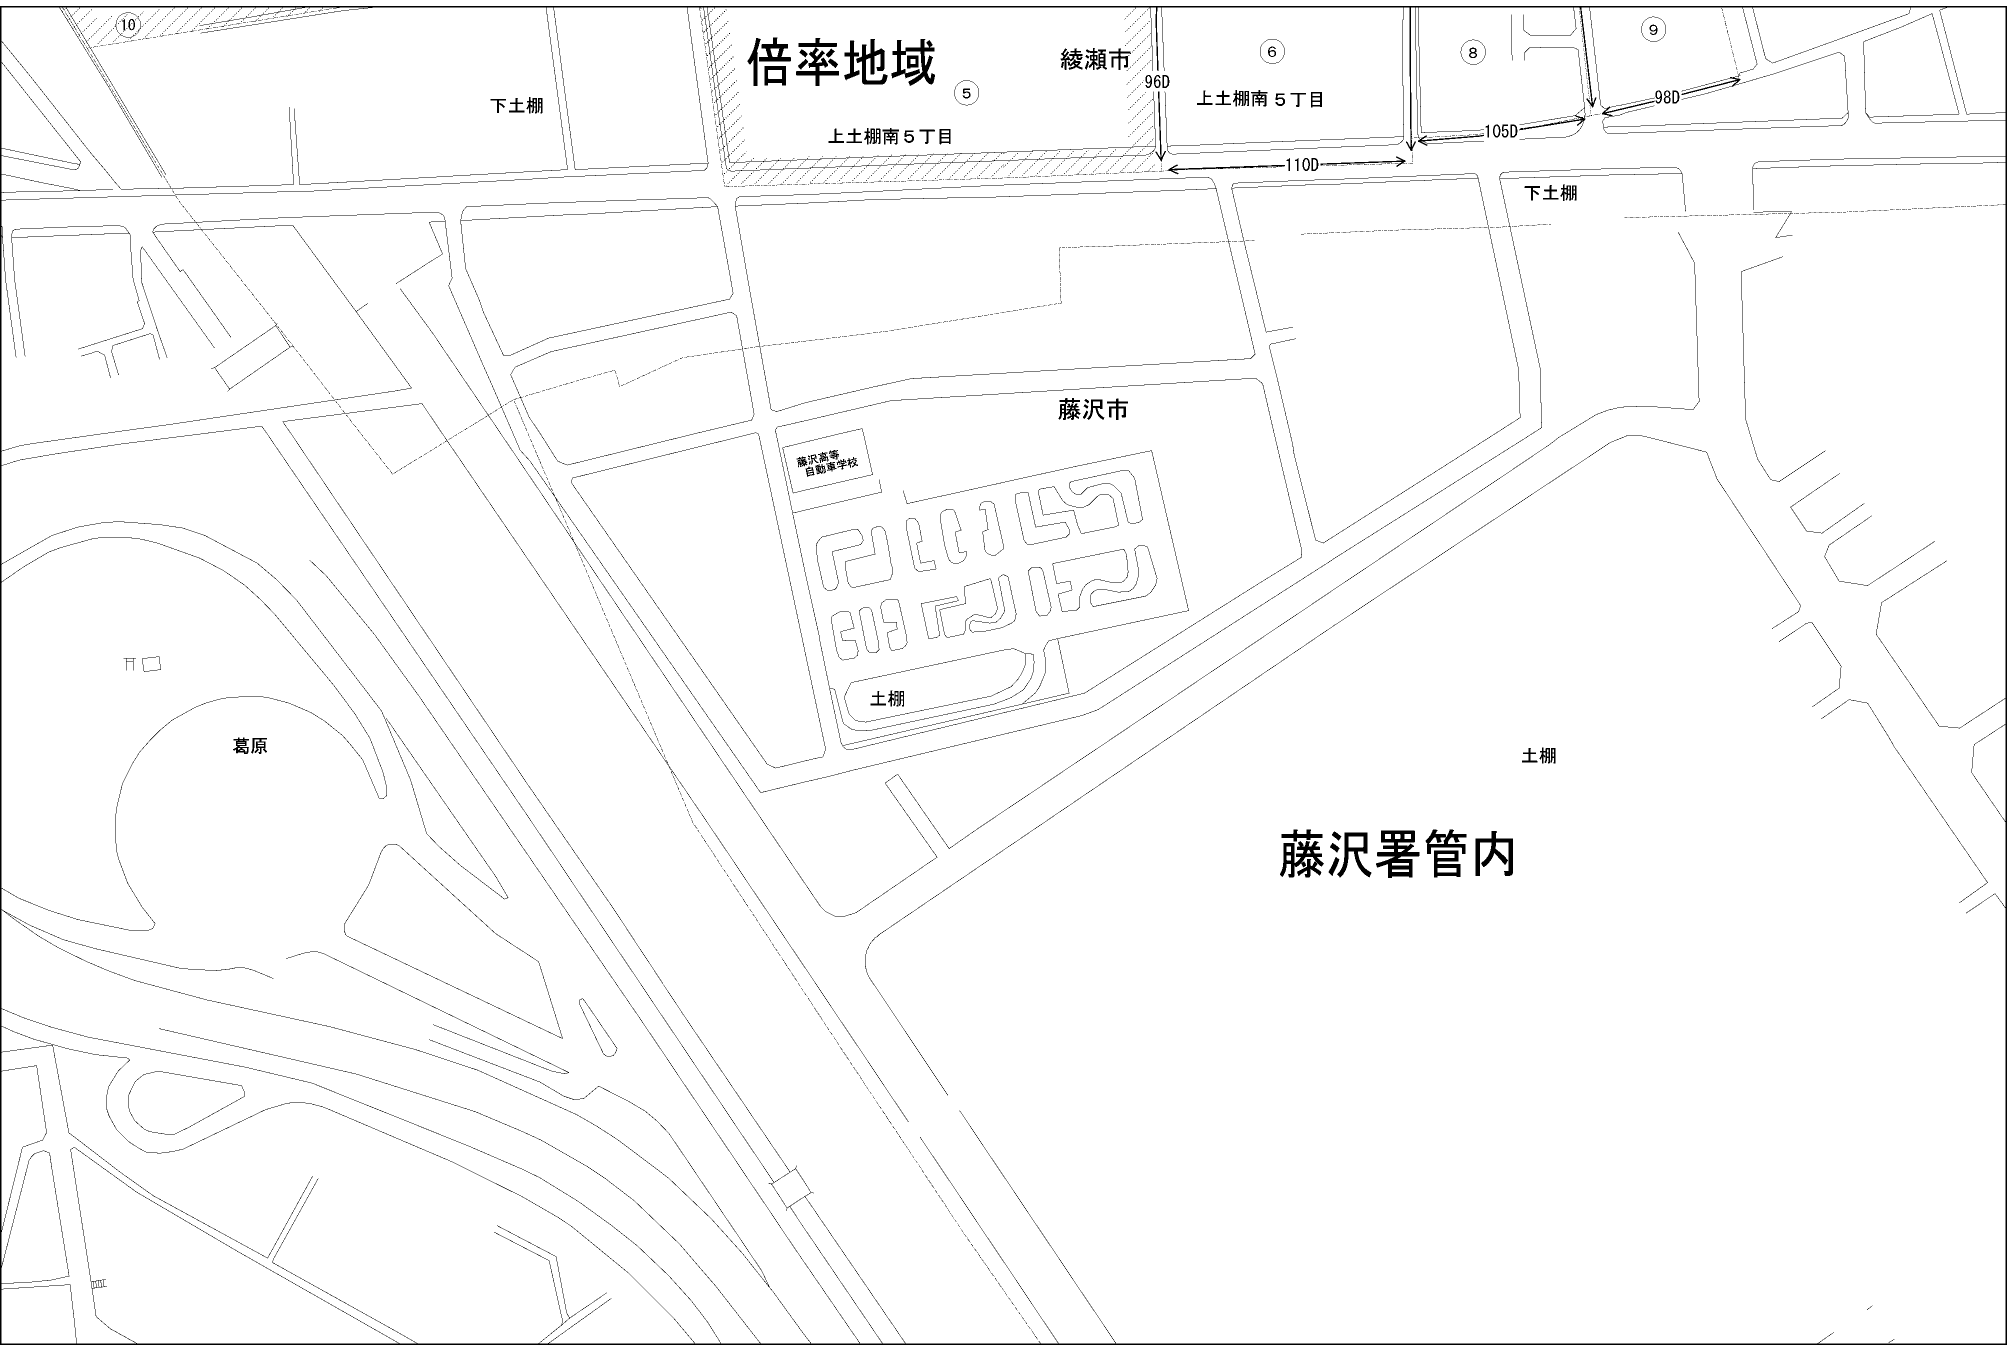 ⑩
倍率地域
綾瀬市
⑥
⑧
⑨
下土棚
⑤
96D
上土棚南５丁目
98D
上土棚南５丁目
105D
110D
下土棚
藤沢市
藤沢高等
自動車学校
土棚
葛原
土棚
藤沢署管内